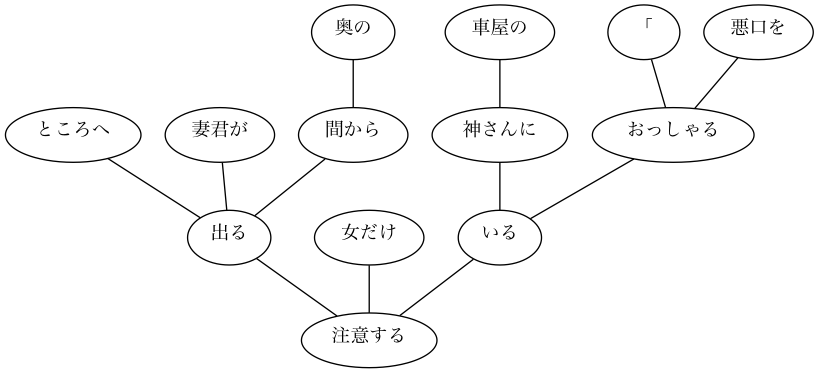 奥の
車屋の
「
悪口を
ところへ
妻君が
間から
神さんに
おっしゃる
出る
女だけ
いる
注意する